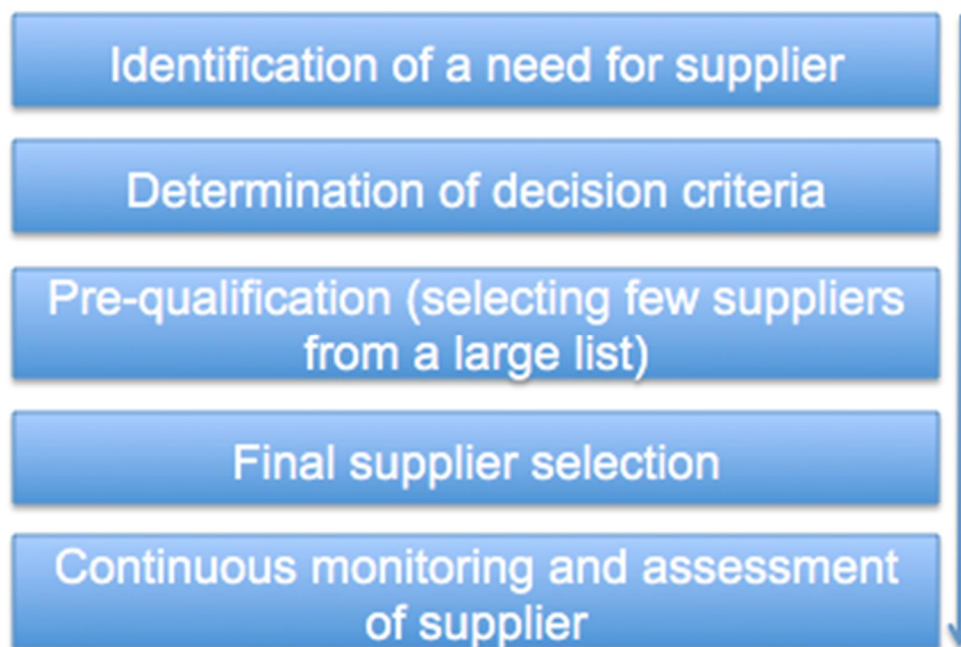 Identification of a need for supplier
Determination of decision criteria
Pre-qualification (selecting few suppliers
from a large list)
Final supplier selection
Continuous monitoring and assessment
of supplier